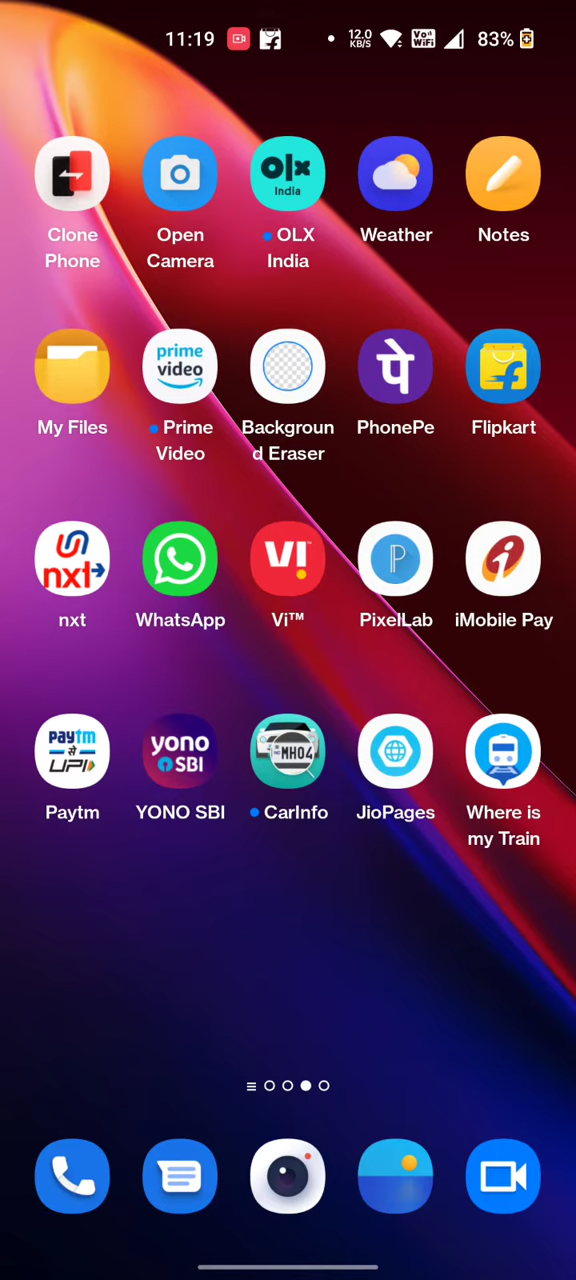 11:19
12.0
KB/S
Vo
WiFi
83%
olx
India
Clone
Phone
Open
Camera
OLX
India
Weather
Notes
prime
video
पे
My Files
Prime
Video
Backgroun
d Eraser
PhonePe
Flipkart
nxt
VI
P
i
nxt
WhatsApp
Vi™
PixelLab
iMobile Pay
paytm
से
UPI
yono
SBI
MH04
Paytm
YONO SBI
CarInfo
JioPages
Where is
my Train